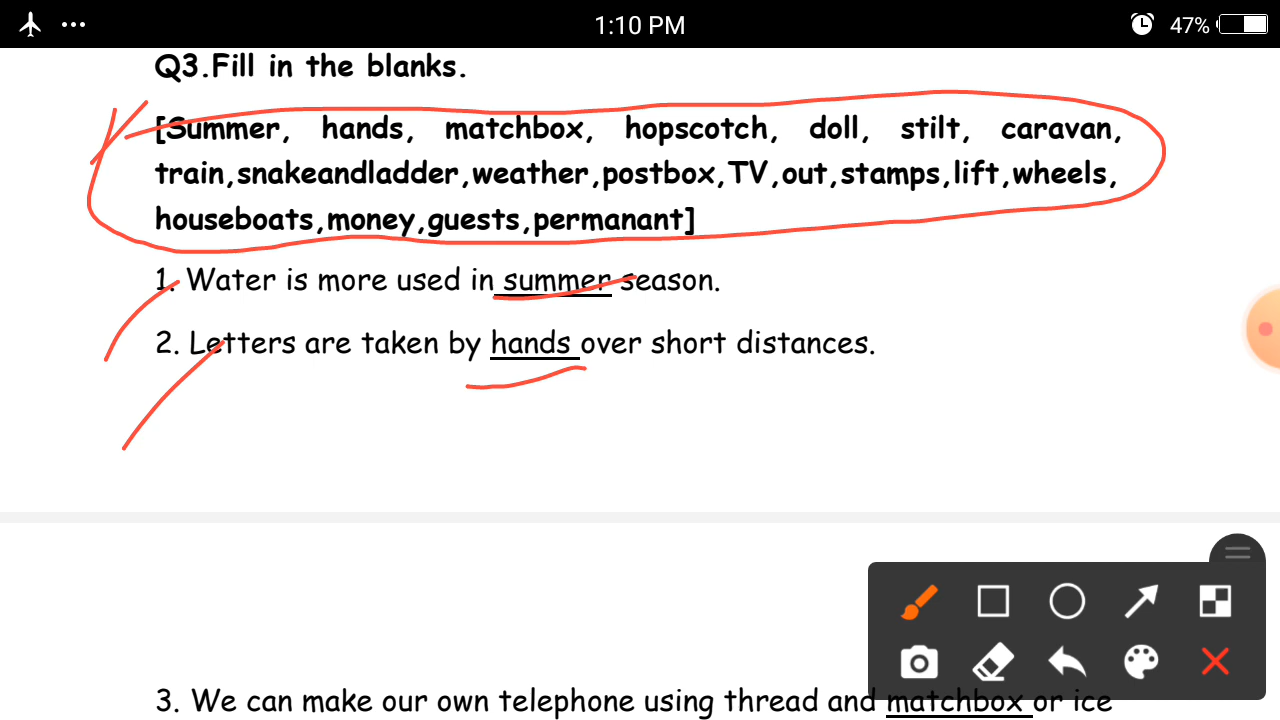 1:10 PM
47%
Q3.Fill in the blanks.
[Summer, hands, matchbox, hopscotch, doll, stilt, caravan,
train,snakeandladder,weather,postbox,TV,out,stamps,lift,wheels,
houseboats,money,guests,permanant]
1. Water is more used in summer season.
2. Letters are taken by hands over short distances.
3. We can make our own telephone using thread and matchbox or ice